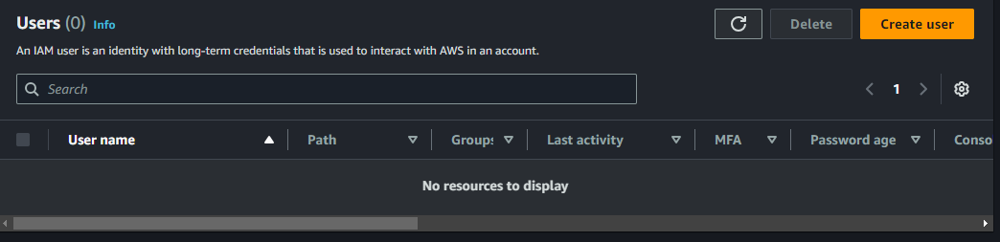 Users (0) Info
Delete
Create user
An IAM user is an identity with long-term credentials that is used to interact with AWS in an account.
Search
1
User name Path Groups Last activity MFA Password age Conso
No resources to display